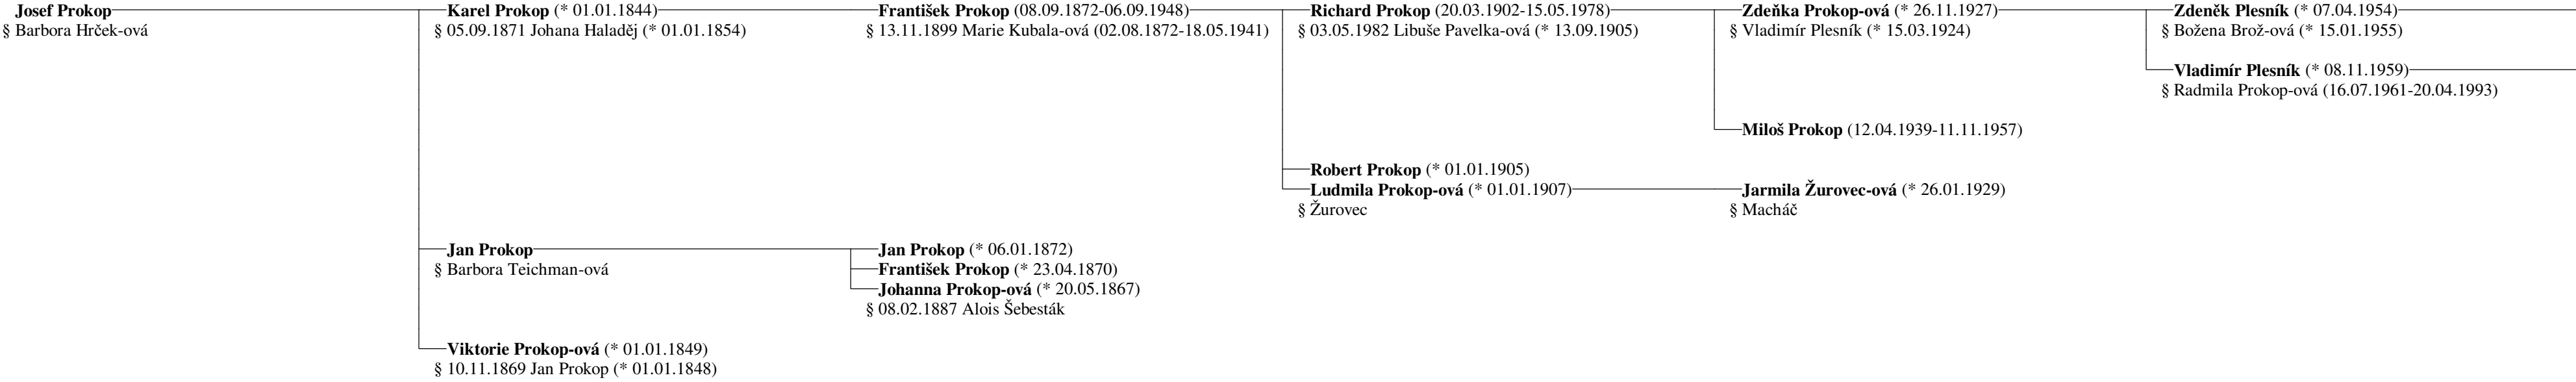 Josef Prokop
§ Barbora Hrček-ová
Karel Prokop (* 01.01.1844)
§ 05.09.1871 Johana Haladěj (* 01.01.1854)
František Prokop (08.09.1872-06.09.1948)
§ 13.11.1899 Marie Kubala-ová (02.08.1872-18.05.1941)
Richard Prokop (20.03.1902-15.05.1978)
§ 03.05.1982 Libuše Pavelka-ová (* 13.09.1905)
Zdeňka Prokop-ová (* 26.11.1927)
§ Vladimír Plesník (* 15.03.1924)
Zdeněk Plesník (* 07.04.1954)
§ Božena Brož-ová (* 15.01.1955)
Vladimír Plesník (* 08.11.1959)
§ Radmila Prokop-ová (16.07.1961-20.04.1993)
Miloš Prokop (12.04.1939-11.11.1957)
Robert Prokop (* 01.01.1905)
Ludmila Prokop-ová (* 01.01.1907)
§ Žurovec
Jarmila Žurovec-ová (* 26.01.1929)
§ Macháč
Jan Prokop
§ Barbora Teichman-ová
Jan Prokop (* 06.01.1872)
František Prokop (* 23.04.1870)
Johanna Prokop-ová (* 20.05.1867)
§ 08.02.1887 Alois Šebesták
Viktorie Prokop-ová (* 01.01.1849)
§ 10.11.1869 Jan Prokop (* 01.01.1848)